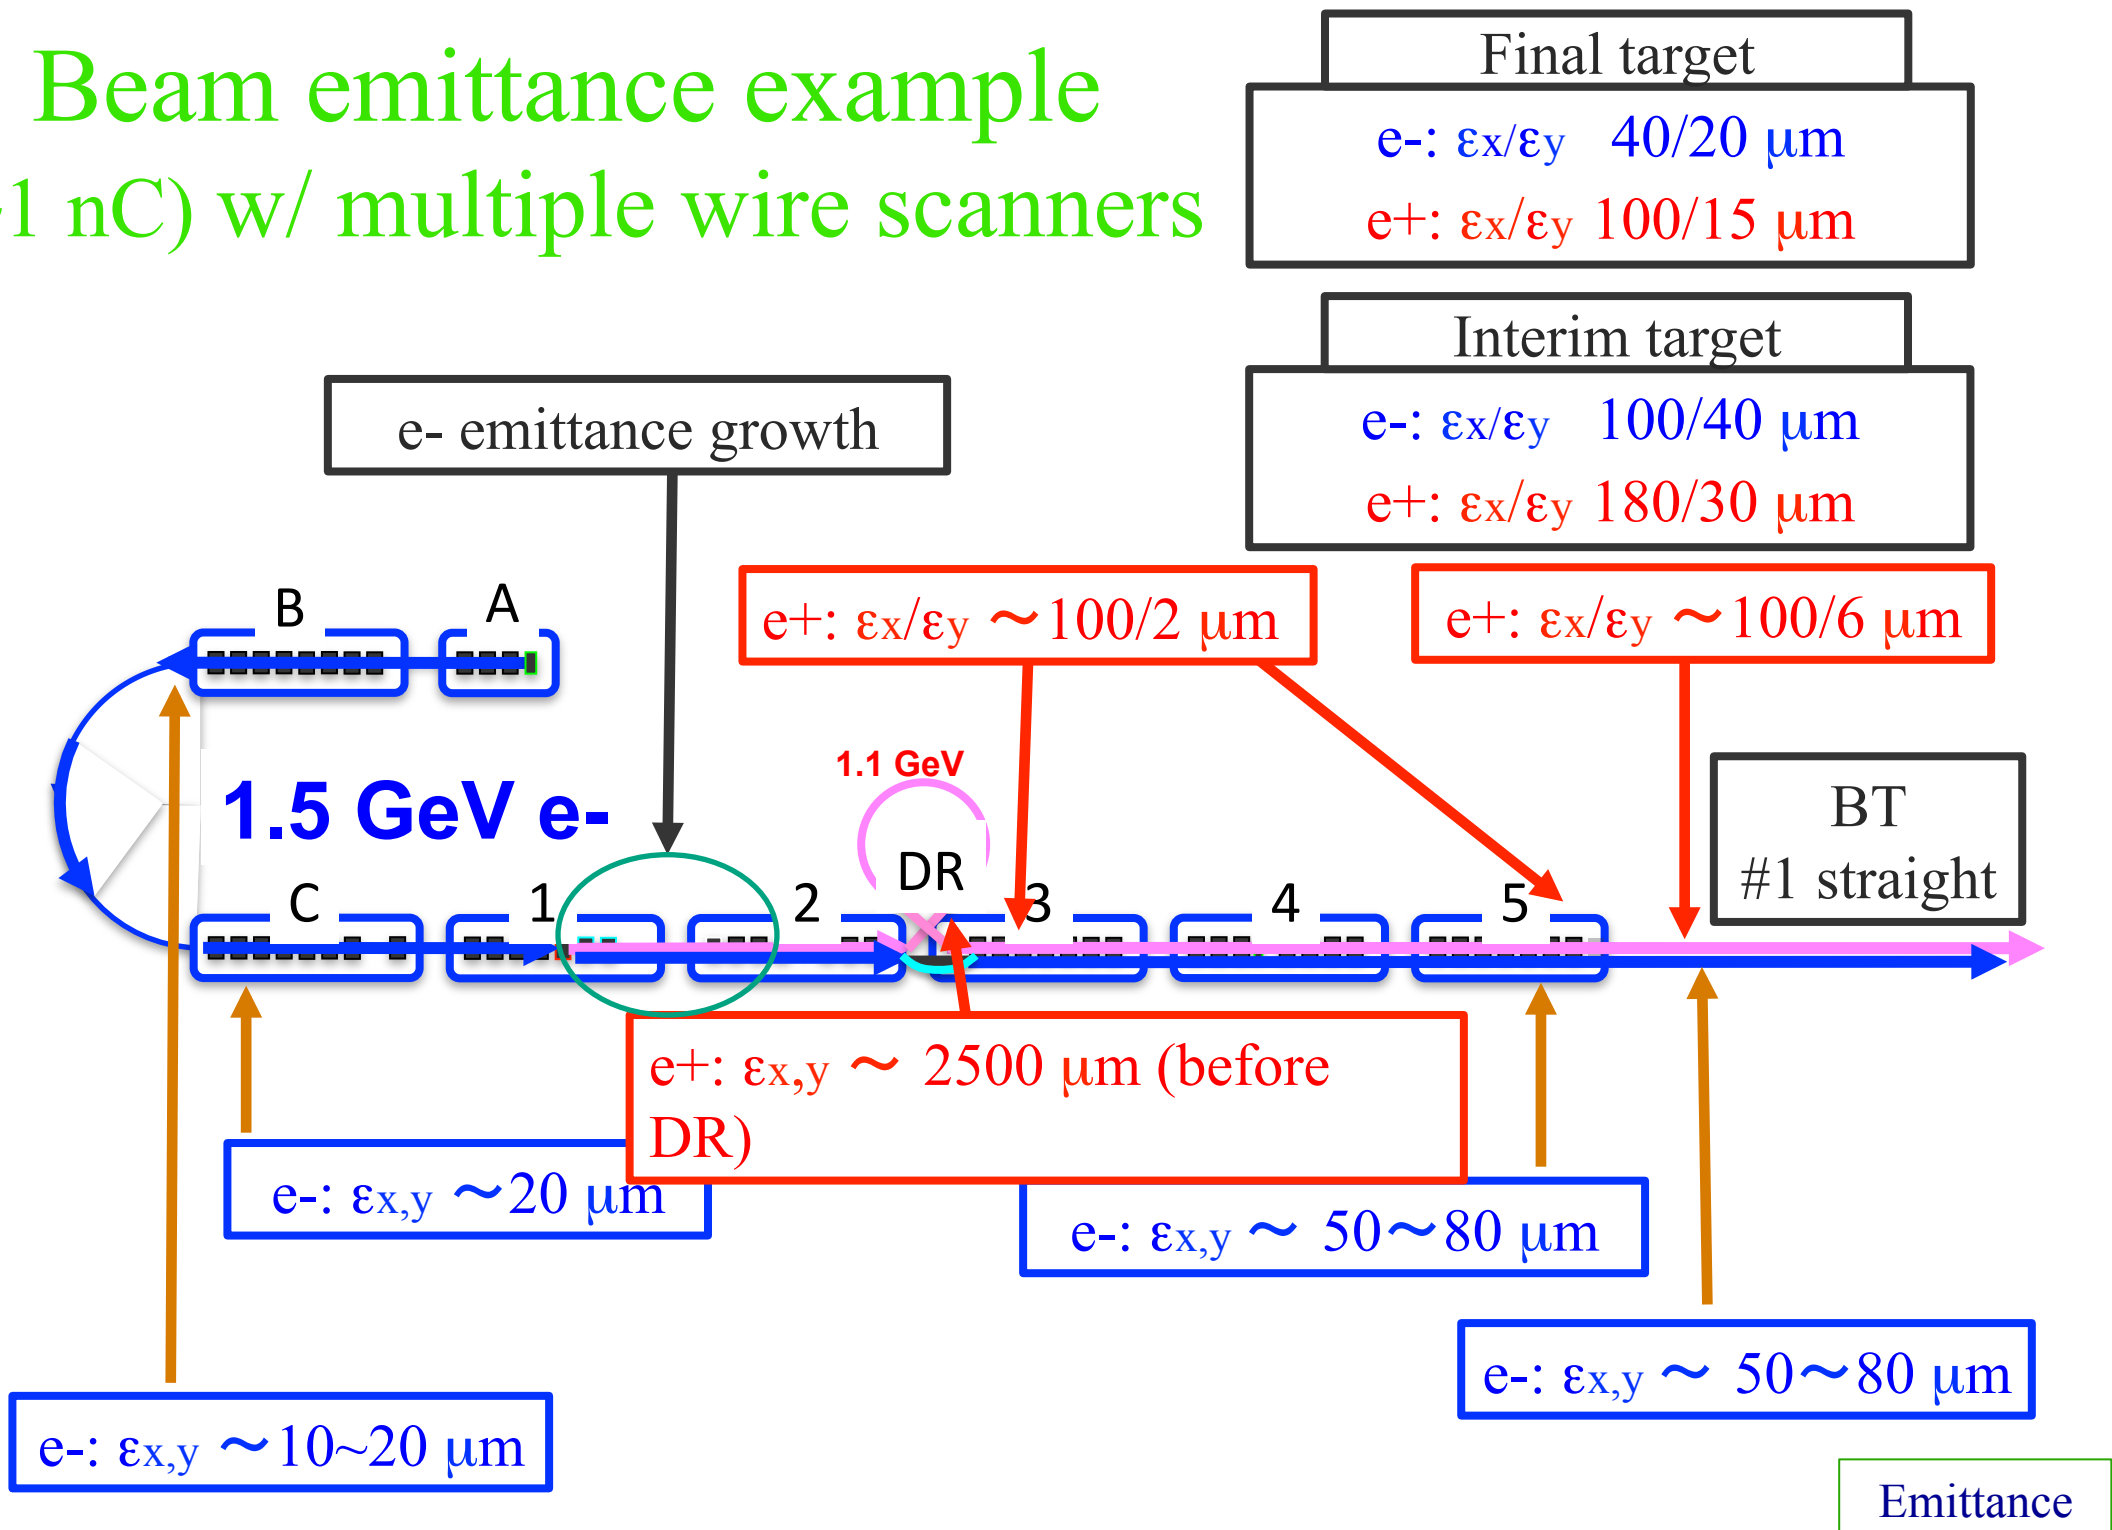 Beam emittance example
1 nC) w/ multiple wire scanners
Final target
e-: εx/εy 40/20 μm
e+: εx/εy 100/15 μm
Interim target
e-: εx/εy 100/40 μm
e+: εx/εy 180/30 μm
e- emittance growth
e+: εx/εy ～100/2 μm
e+: εx/εy ～100/6 μm
B
A
1.1 GeV
1.5 GeV e-
BT
#1 straight
DR
C
1
2
3
4
5
e+: εx,y ～ 2500 μm (before
DR)
e-: εx,y ～20 μm
e-: εx,y ～ 50～80 μm
e-: εx,y ～ 50～80 μm
e-: εx,y ～10~20 μm
Emittance